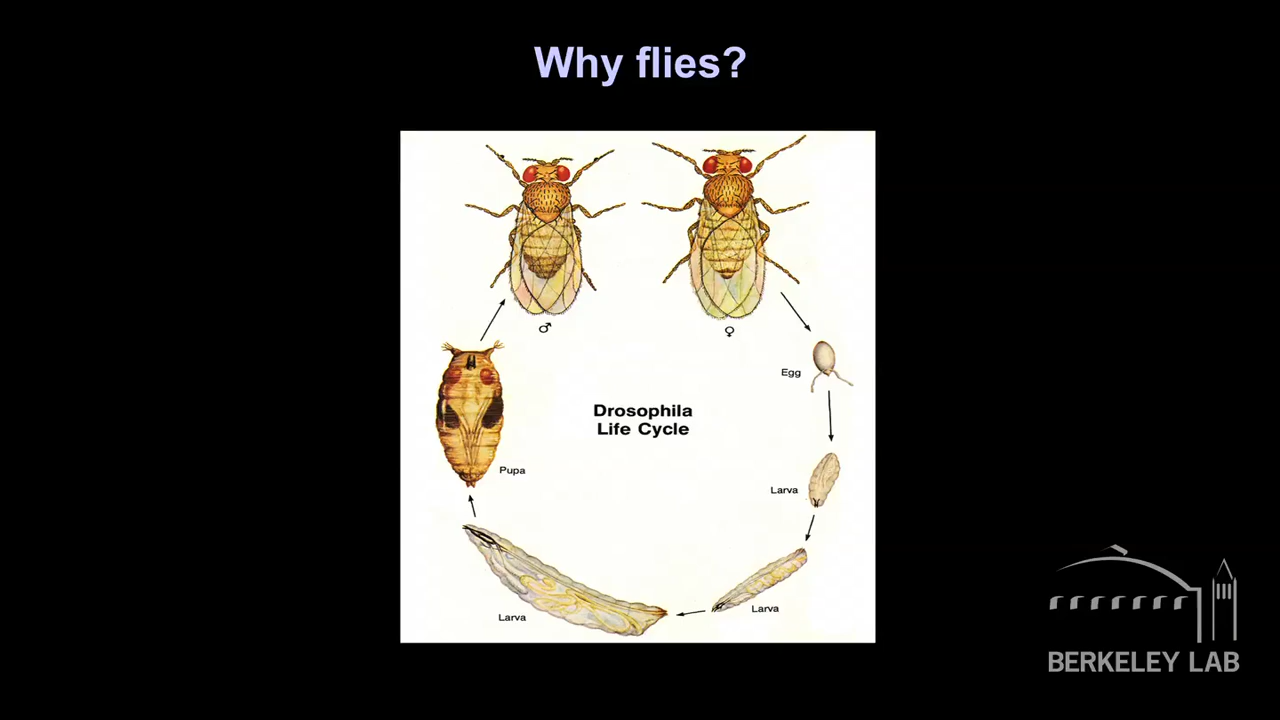 Why flies?
♂
♀
Egg
Drosophila
Life Cycle
Pupa
Larva
Larva
Larva
BERKELEY LAB